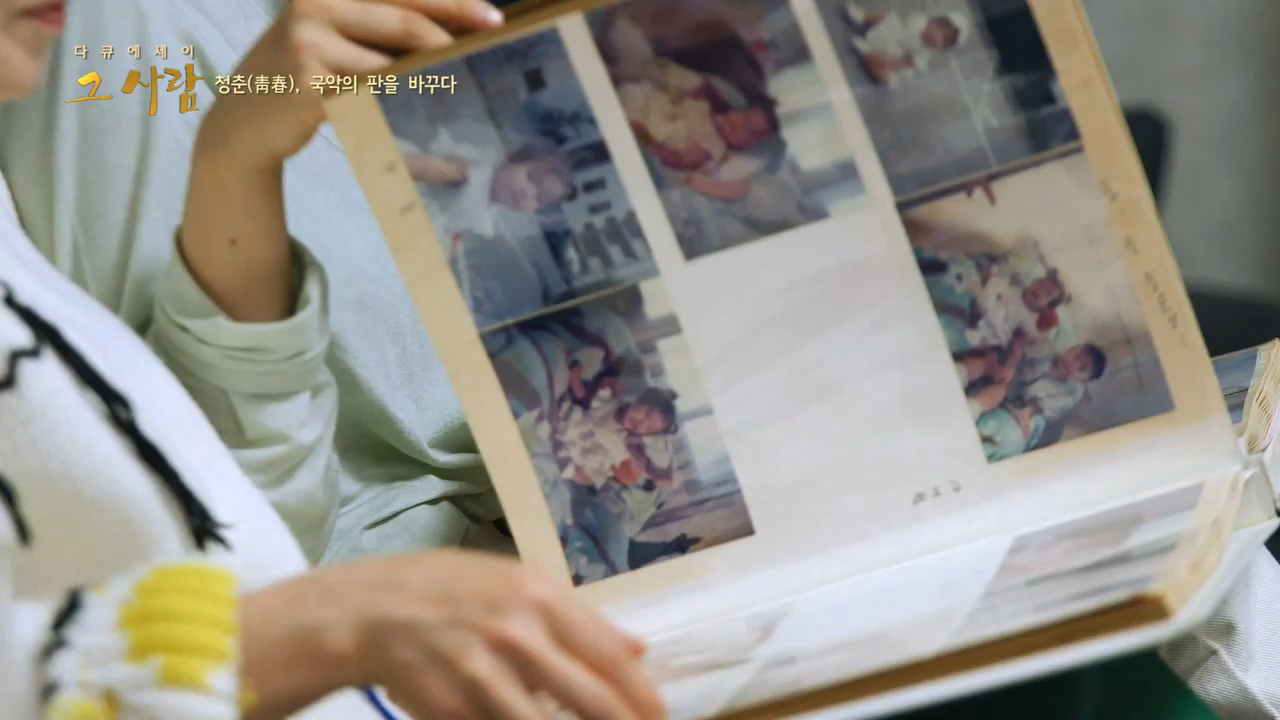 다큐에세이
그 사람 청춘(靑春), 국악의 판을 바꾸다